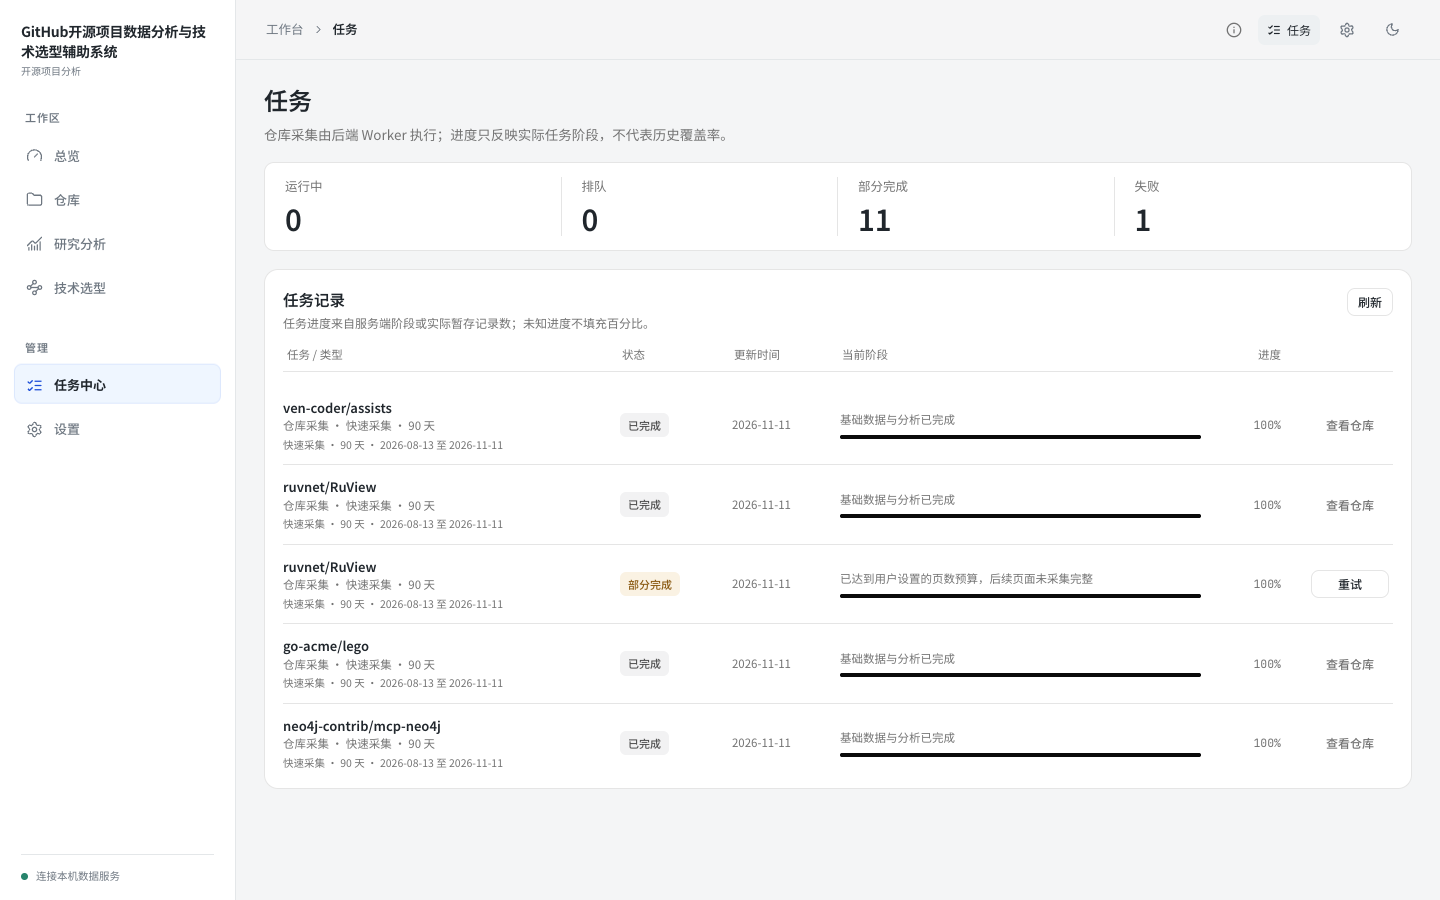 GitHub开源项目数据分析与技
术选型辅助系统
开源项目分析
工作区
总览
仓库
研究分析
技术选型
管理
任务中心
设置
连接本机数据服务
工作台 > 任务
任务
任务
仓库采集由后端 Worker 执行；进度只反映实际任务阶段，不代表历史覆盖率。
运行中 排队 部分完成 失败
0 0 11 1
任务记录
刷新
任务进度来自服务端阶段或实际暂存记录数；未知进度不填充百分比。
任务 / 类型 状态 更新时间 当前阶段 进度
ven-coder/assists
仓库采集 · 快速采集 · 90 天
快速采集 · 90 天 · 2026-08-13 至 2026-11-11
已完成 2026-11-11 基础数据与分析已完成 100% 查看仓库
ruvnet/RuView
仓库采集 · 快速采集 · 90 天
快速采集 · 90 天 · 2026-08-13 至 2026-11-11
已完成 2026-11-11 基础数据与分析已完成 100% 查看仓库
ruvnet/RuView
仓库采集 · 快速采集 · 90 天
快速采集 · 90 天 · 2026-08-13 至 2026-11-11
部分完成 2026-11-11 已达到用户设置的页数预算，后续页面未采集完整 100% 重试
go-acme/lego
仓库采集 · 快速采集 · 90 天
快速采集 · 90 天 · 2026-08-13 至 2026-11-11
已完成 2026-11-11 基础数据与分析已完成 100% 查看仓库
neo4j-contrib/mcp-neo4j
仓库采集 · 快速采集 · 90 天
快速采集 · 90 天 · 2026-08-13 至 2026-11-11
已完成 2026-11-11 基础数据与分析已完成 100% 查看仓库